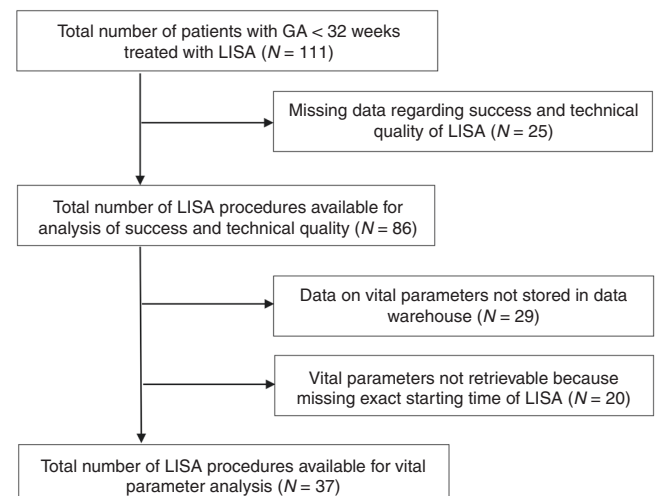 Total number of patients with GA < 32 weeks
treated with LISA (N = 111)
Missing data regarding success and technical
quality of LISA (N = 25)
Total number of LISA procedures available for
analysis of success and technical quality (N = 86)
Data on vital parameters not stored in data
warehouse (N = 29)
Vital parameters not retrievable because
missing exact starting time of LISA (N = 20)
Total number of LISA procedures available for vital
parameter analysis (N = 37)